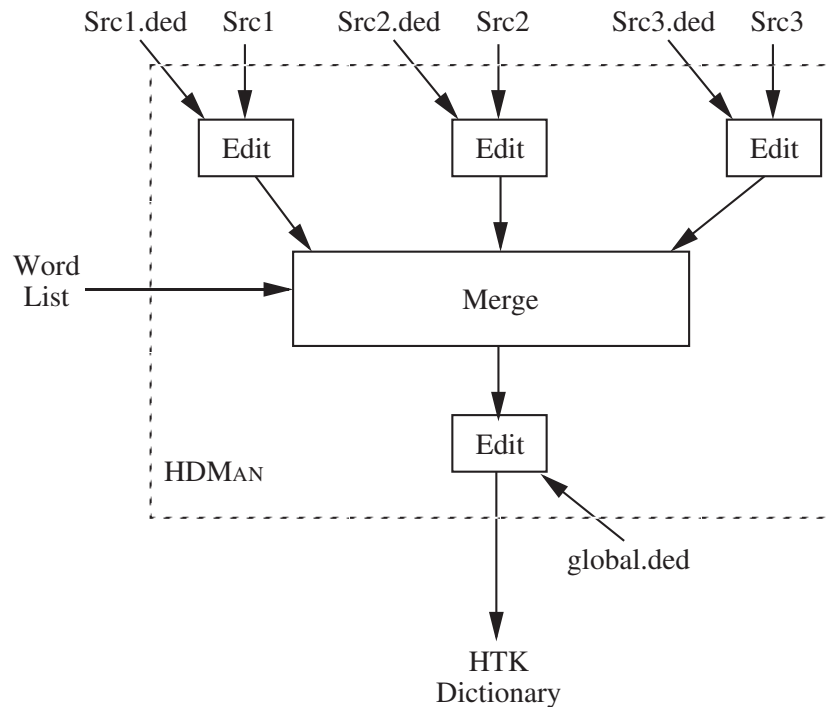 Src1.ded Src1 Src2.ded Src2 Src3.ded Src3
Edit Edit Edit
Word
List
Merge
Edit
HDMAN
global.ded
HTK
Dictionary